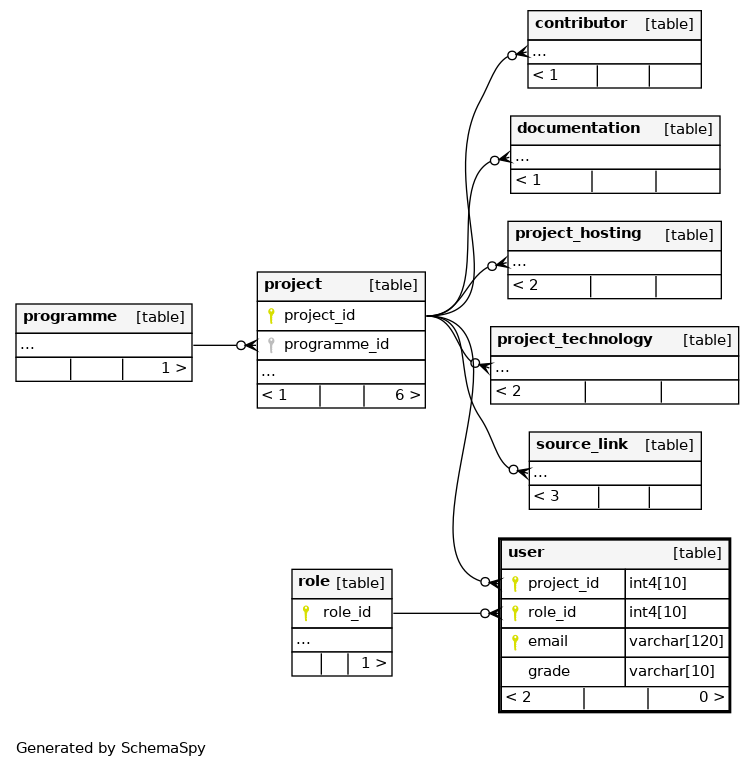 contributor [table]
...
< 1
documentation [table]
...
< 1
project_hosting [table]
...
< 2
project [table]
project_id
programme_id
...
< 1 6 >
programme [table]
...
1 >
project_technology [table]
...
< 2
source_link [table]
...
< 3
user [table]
project_id int4[10]
role_id int4[10]
email varchar[120]
grade varchar[10]
< 2 0 >
role [table]
role_id
...
1 >
Generated by SchemaSpy